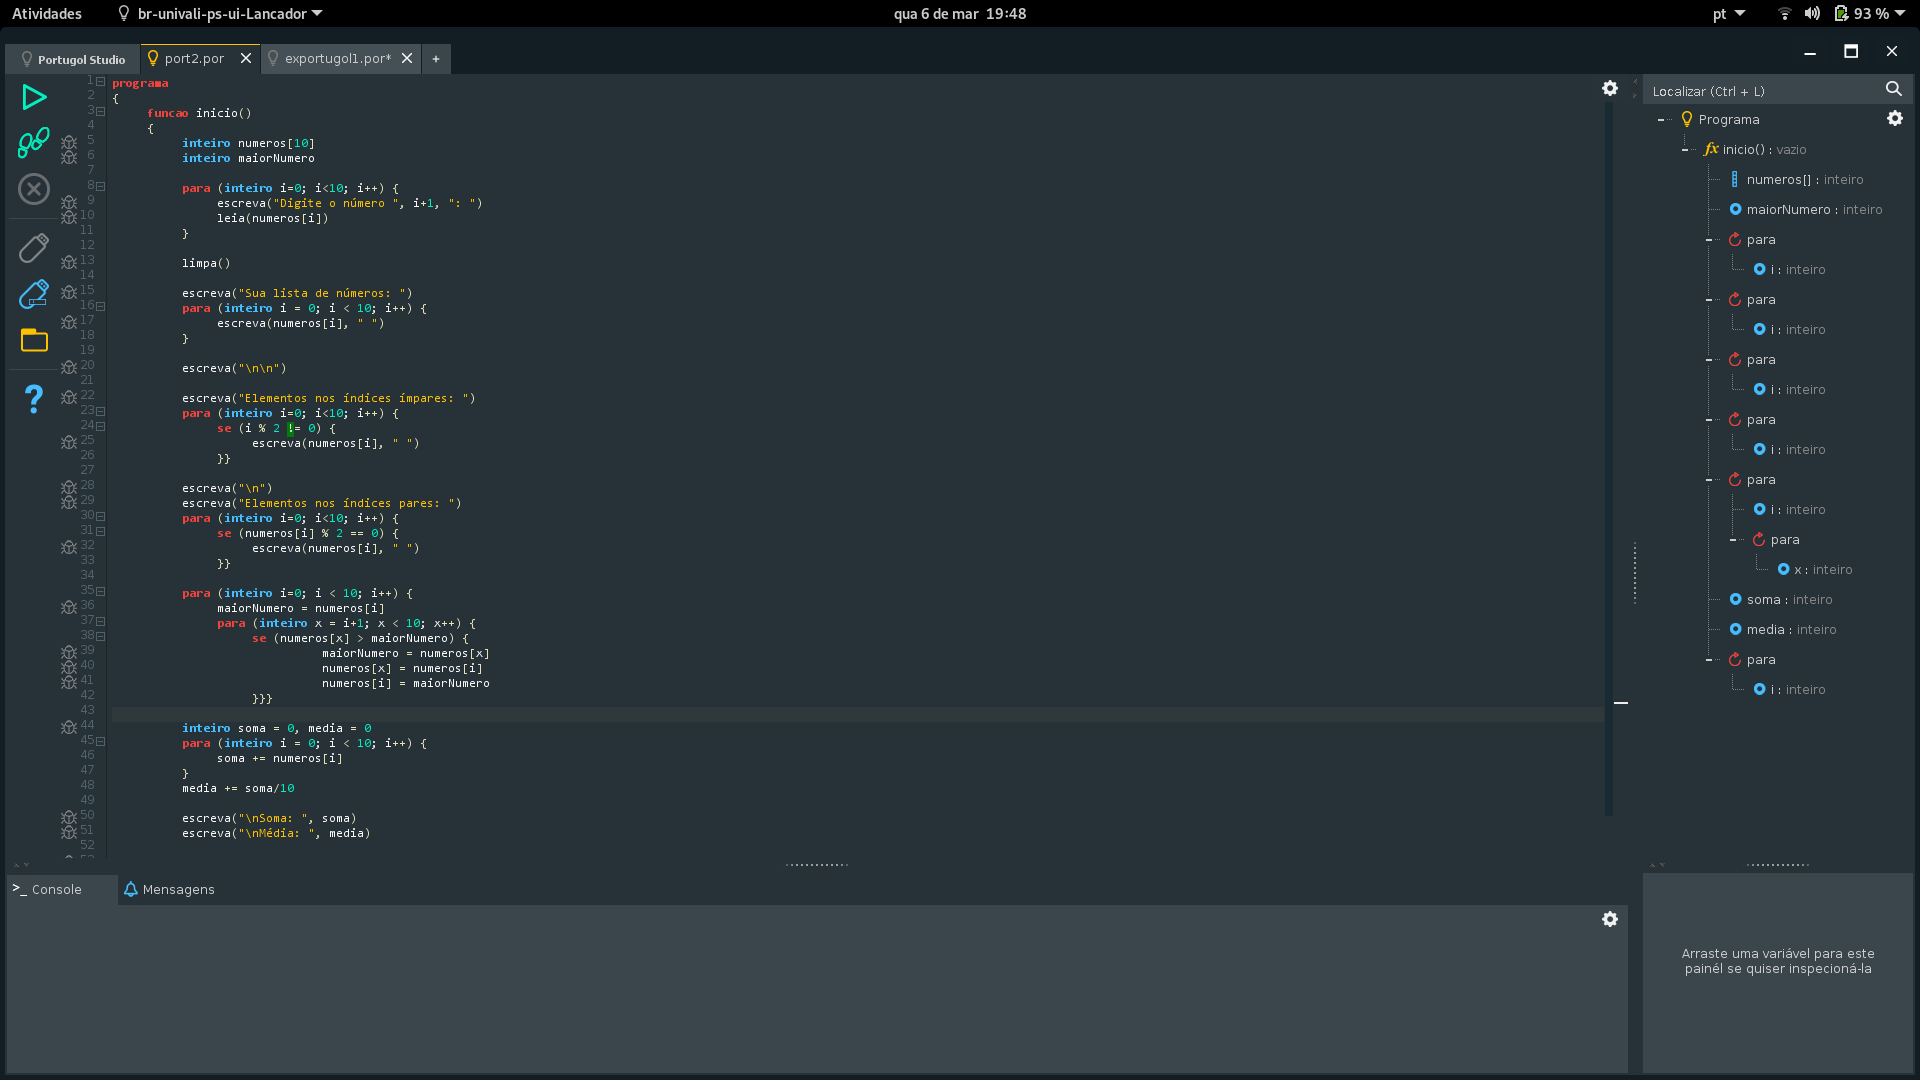 Atividades
br-univali-ps-ui-Lancador
qua 6 de mar 19:48
pt
93 %
Portugol Studio
port2.por
exportugol1.por*
+
1 programa
2 {
3 funcao inicio()
4 {
5 inteiro numeros[10]
6 inteiro maiorNumero
7
8 para (inteiro i=0; i<10; i++) {
9 escreva("Digite o número ", i+1, ": ")
10 leia(numeros[i])
11 }
12
13 limpa()
14
15 escreva("Sua lista de números: ")
16 para (inteiro i = 0; i < 10; i++) {
17 escreva(numeros[i], " ")
18 }
19
20 escreva("\n\n")
21
22 escreva("Elementos nos índices ímpares: ")
23 para (inteiro i=0; i<10; i++) {
24 se (i % 2 != 0) {
25 escreva(numeros[i], " ")
26 }}
27
28 escreva("\n")
29 escreva("Elementos nos índices pares: ")
30 para (inteiro i=0; i<10; i++) {
31 se (numeros[i] % 2 == 0) {
32 escreva(numeros[i], " ")
33 }}
34
35 para (inteiro i=0; i < 10; i++) {
36 maiorNumero = numeros[i]
37 para (inteiro x = i+1; x < 10; x++) {
38 se (numeros[x] > maiorNumero) {
39 maiorNumero = numeros[x]
40 numeros[x] = numeros[i]
41 numeros[i] = maiorNumero
42 }}}
43
44 inteiro soma = 0, media = 0
45 para (inteiro i = 0; i < 10; i++) {
46 soma += numeros[i]
47 }
48 media += soma/10
49
50 escreva("\nSoma: ", soma)
51 escreva("\nMédia: ", media)
52
Localizar (Ctrl + L)
Programa
fx inicio() : vazio
numeros[] : inteiro
maiorNumero : inteiro
para
i : inteiro
para
i : inteiro
para
i : inteiro
para
i : inteiro
para
i : inteiro
para
x : inteiro
soma : inteiro
media : inteiro
para
i : inteiro
>_ Console
Mensagens
Arraste uma variável para este
painél se quiser inspecioná-la